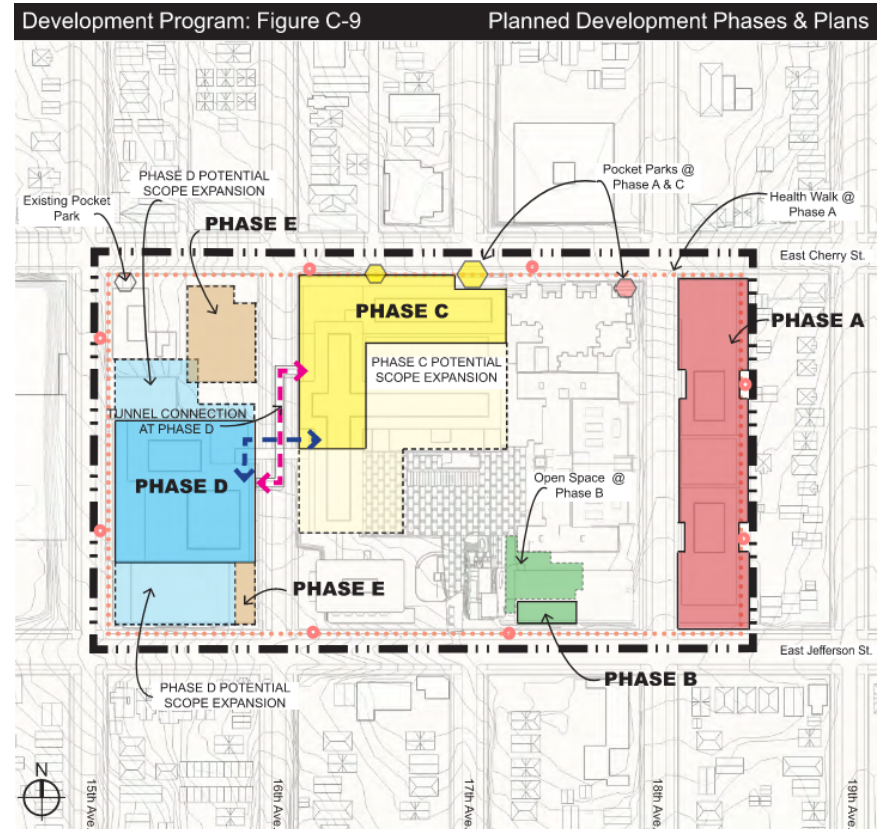 Development Program: Figure C-9 Planned Development Phases & Plans
PHASE D POTENTIAL
SCOPE EXPANSION
Existing Pocket
Park
PHASE E
Pocket Parks @
Phase A & C
Health Walk @
Phase A
East Cherry St.
PHASE C
PHASE A
PHASE C POTENTIAL
SCOPE EXPANSION
TUNNEL CONNECTION
AT PHASE D
PHASE D
Open Space @
Phase B
PHASE E
East Jefferson St.
PHASE B
PHASE D POTENTIAL
SCOPE EXPANSION
N
15th Ave.
16th Ave.
17th Ave.
18th Ave.
19th Ave.